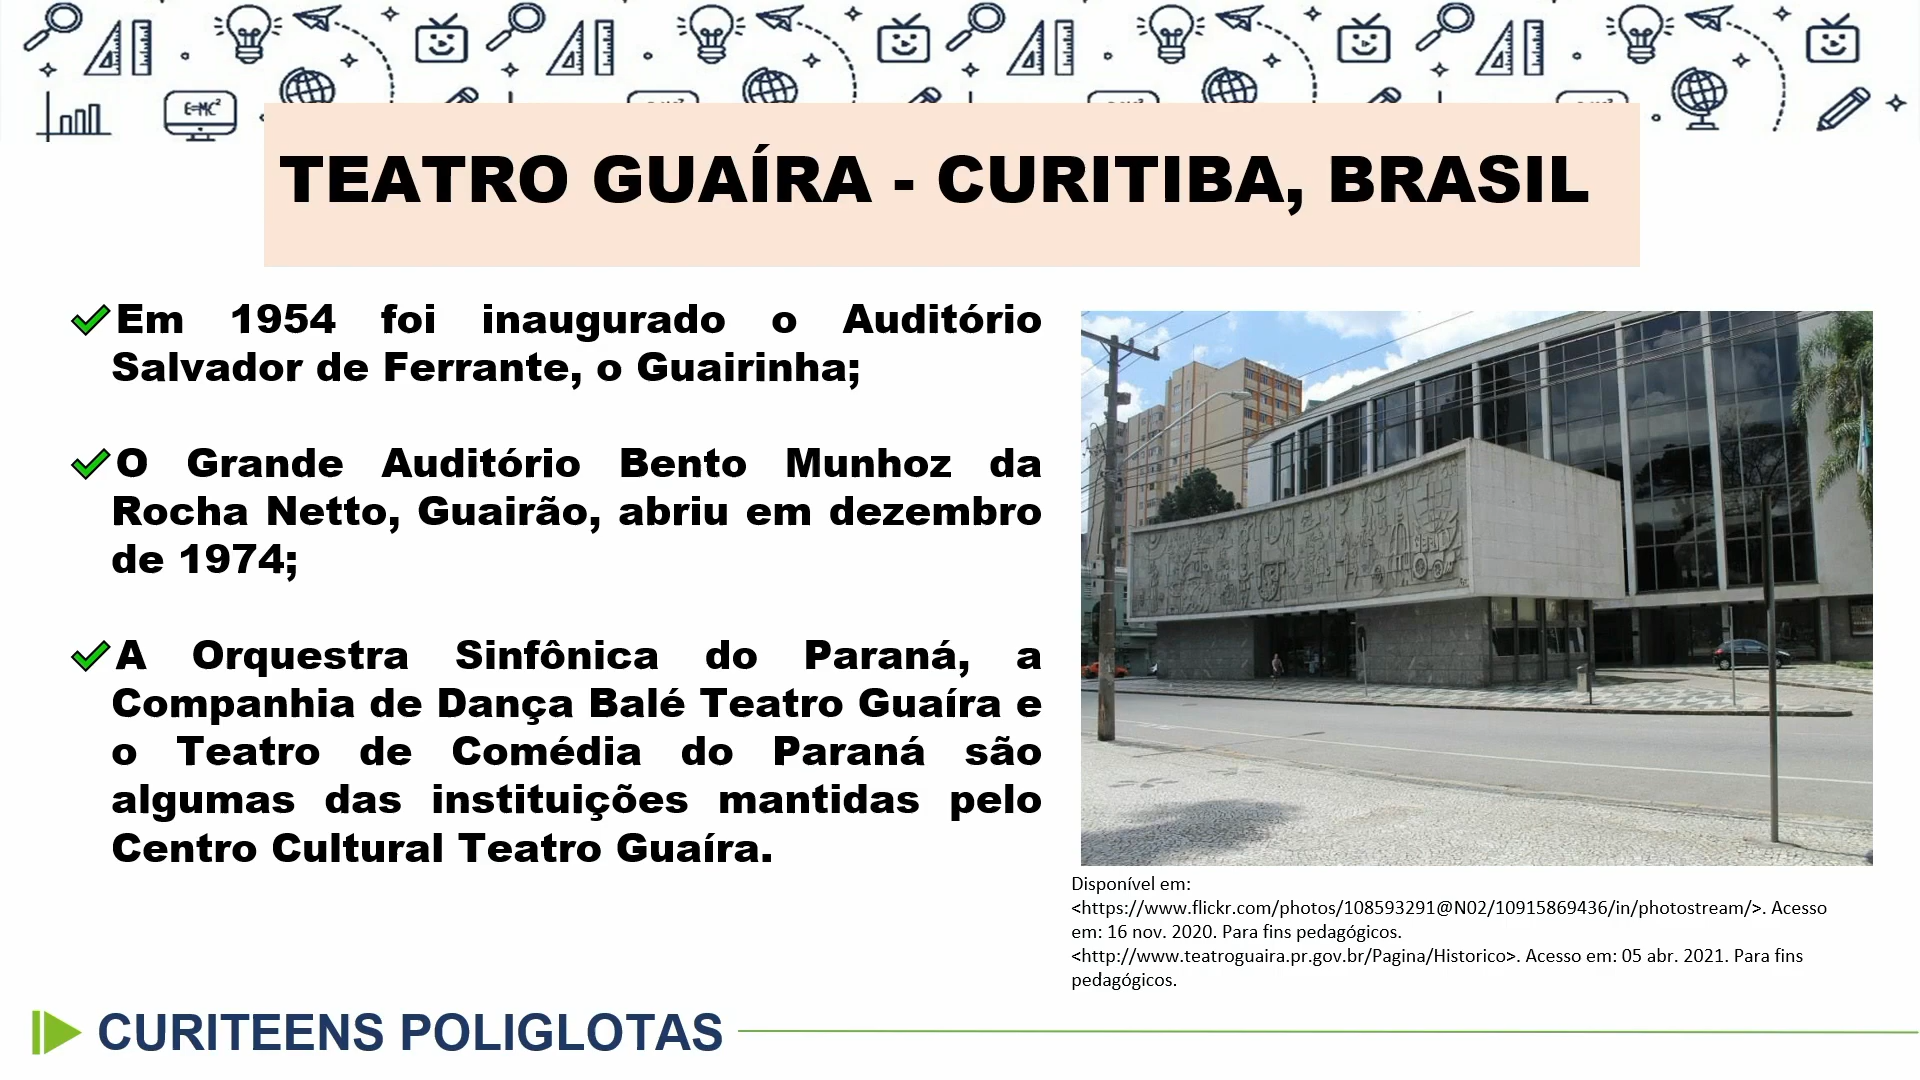 E=MC²
TEATRO GUAÍRA - CURITIBA, BRASIL
Em 1954 foi inaugurado o Auditório
Salvador de Ferrante, o Guairinha;
O Grande Auditório Bento Munhoz da
Rocha Netto, Guairão, abriu em dezembro
de 1974;
A Orquestra Sinfônica do Paraná, a
Companhia de Dança Balé Teatro Guaíra e
o Teatro de Comédia do Paraná são
algumas das instituições mantidas pelo
Centro Cultural Teatro Guaíra.
Disponível em:
<https://www.flickr.com/photos/108593291@N02/10915869436/in/photostream/>. Acesso
em: 16 nov. 2020. Para fins pedagógicos.
<http://www.teatroguaira.pr.gov.br/Pagina/Historico>. Acesso em: 05 abr. 2021. Para fins
pedagógicos.
CURITEENS POLIGLOTAS